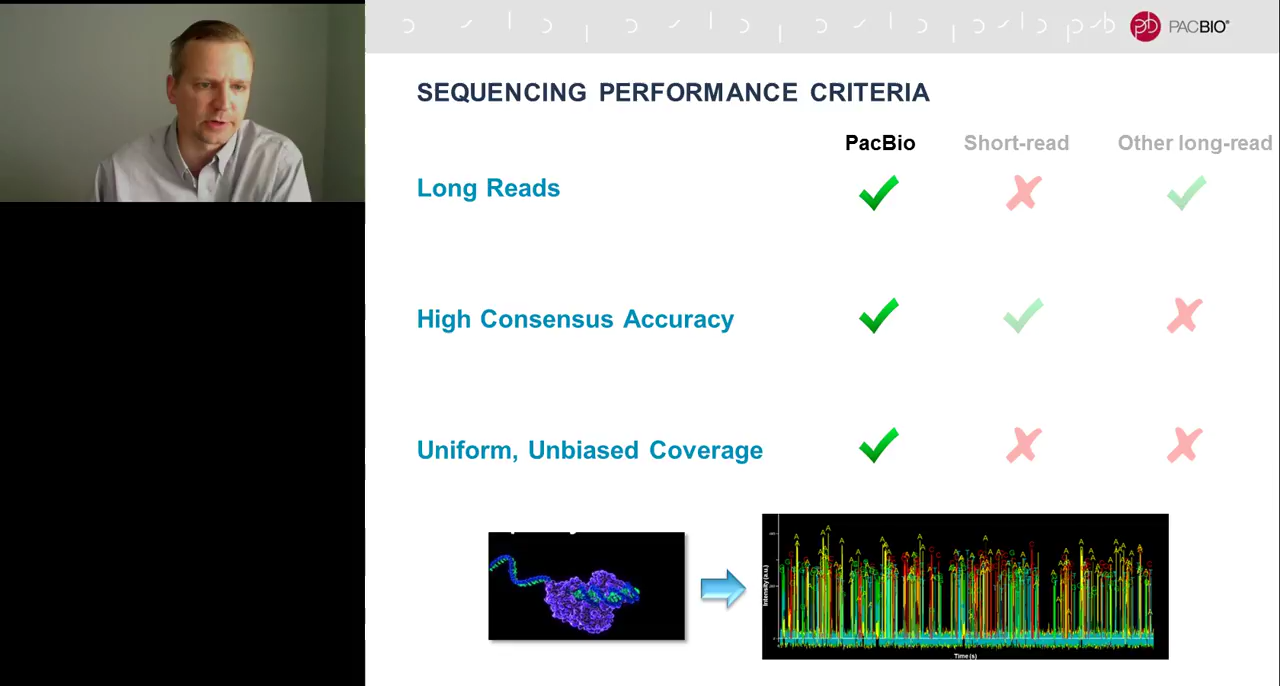 PACBIO®
SEQUENCING PERFORMANCE CRITERIA
PacBio Short-read Other long-read
Long Reads
High Consensus Accuracy
Uniform, Unbiased Coverage
Intensity (a.u.)
Time (s)